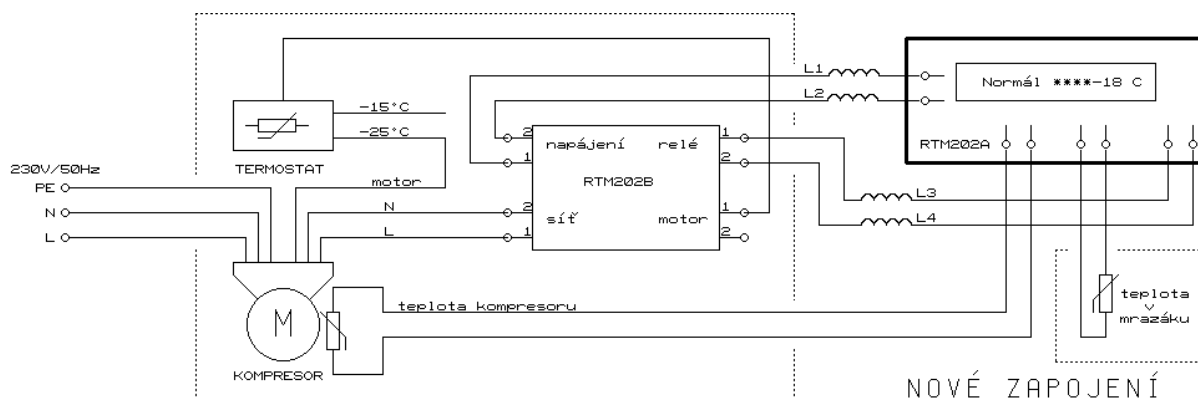 L1
Normál ****-18 C
L2
-15°C
-25°C
2 napájení relé 1
RTM202A
1 2
TERMOSTAT
RTM202B
230V/50Hz
PE
motor
L3
N
N
2 síť motor 1
L4
L
L
1 2
teplota
v
mrazáku
teplota kompresoru
M
KOMPRESOR
NOVÉ ZAPOJENÍ